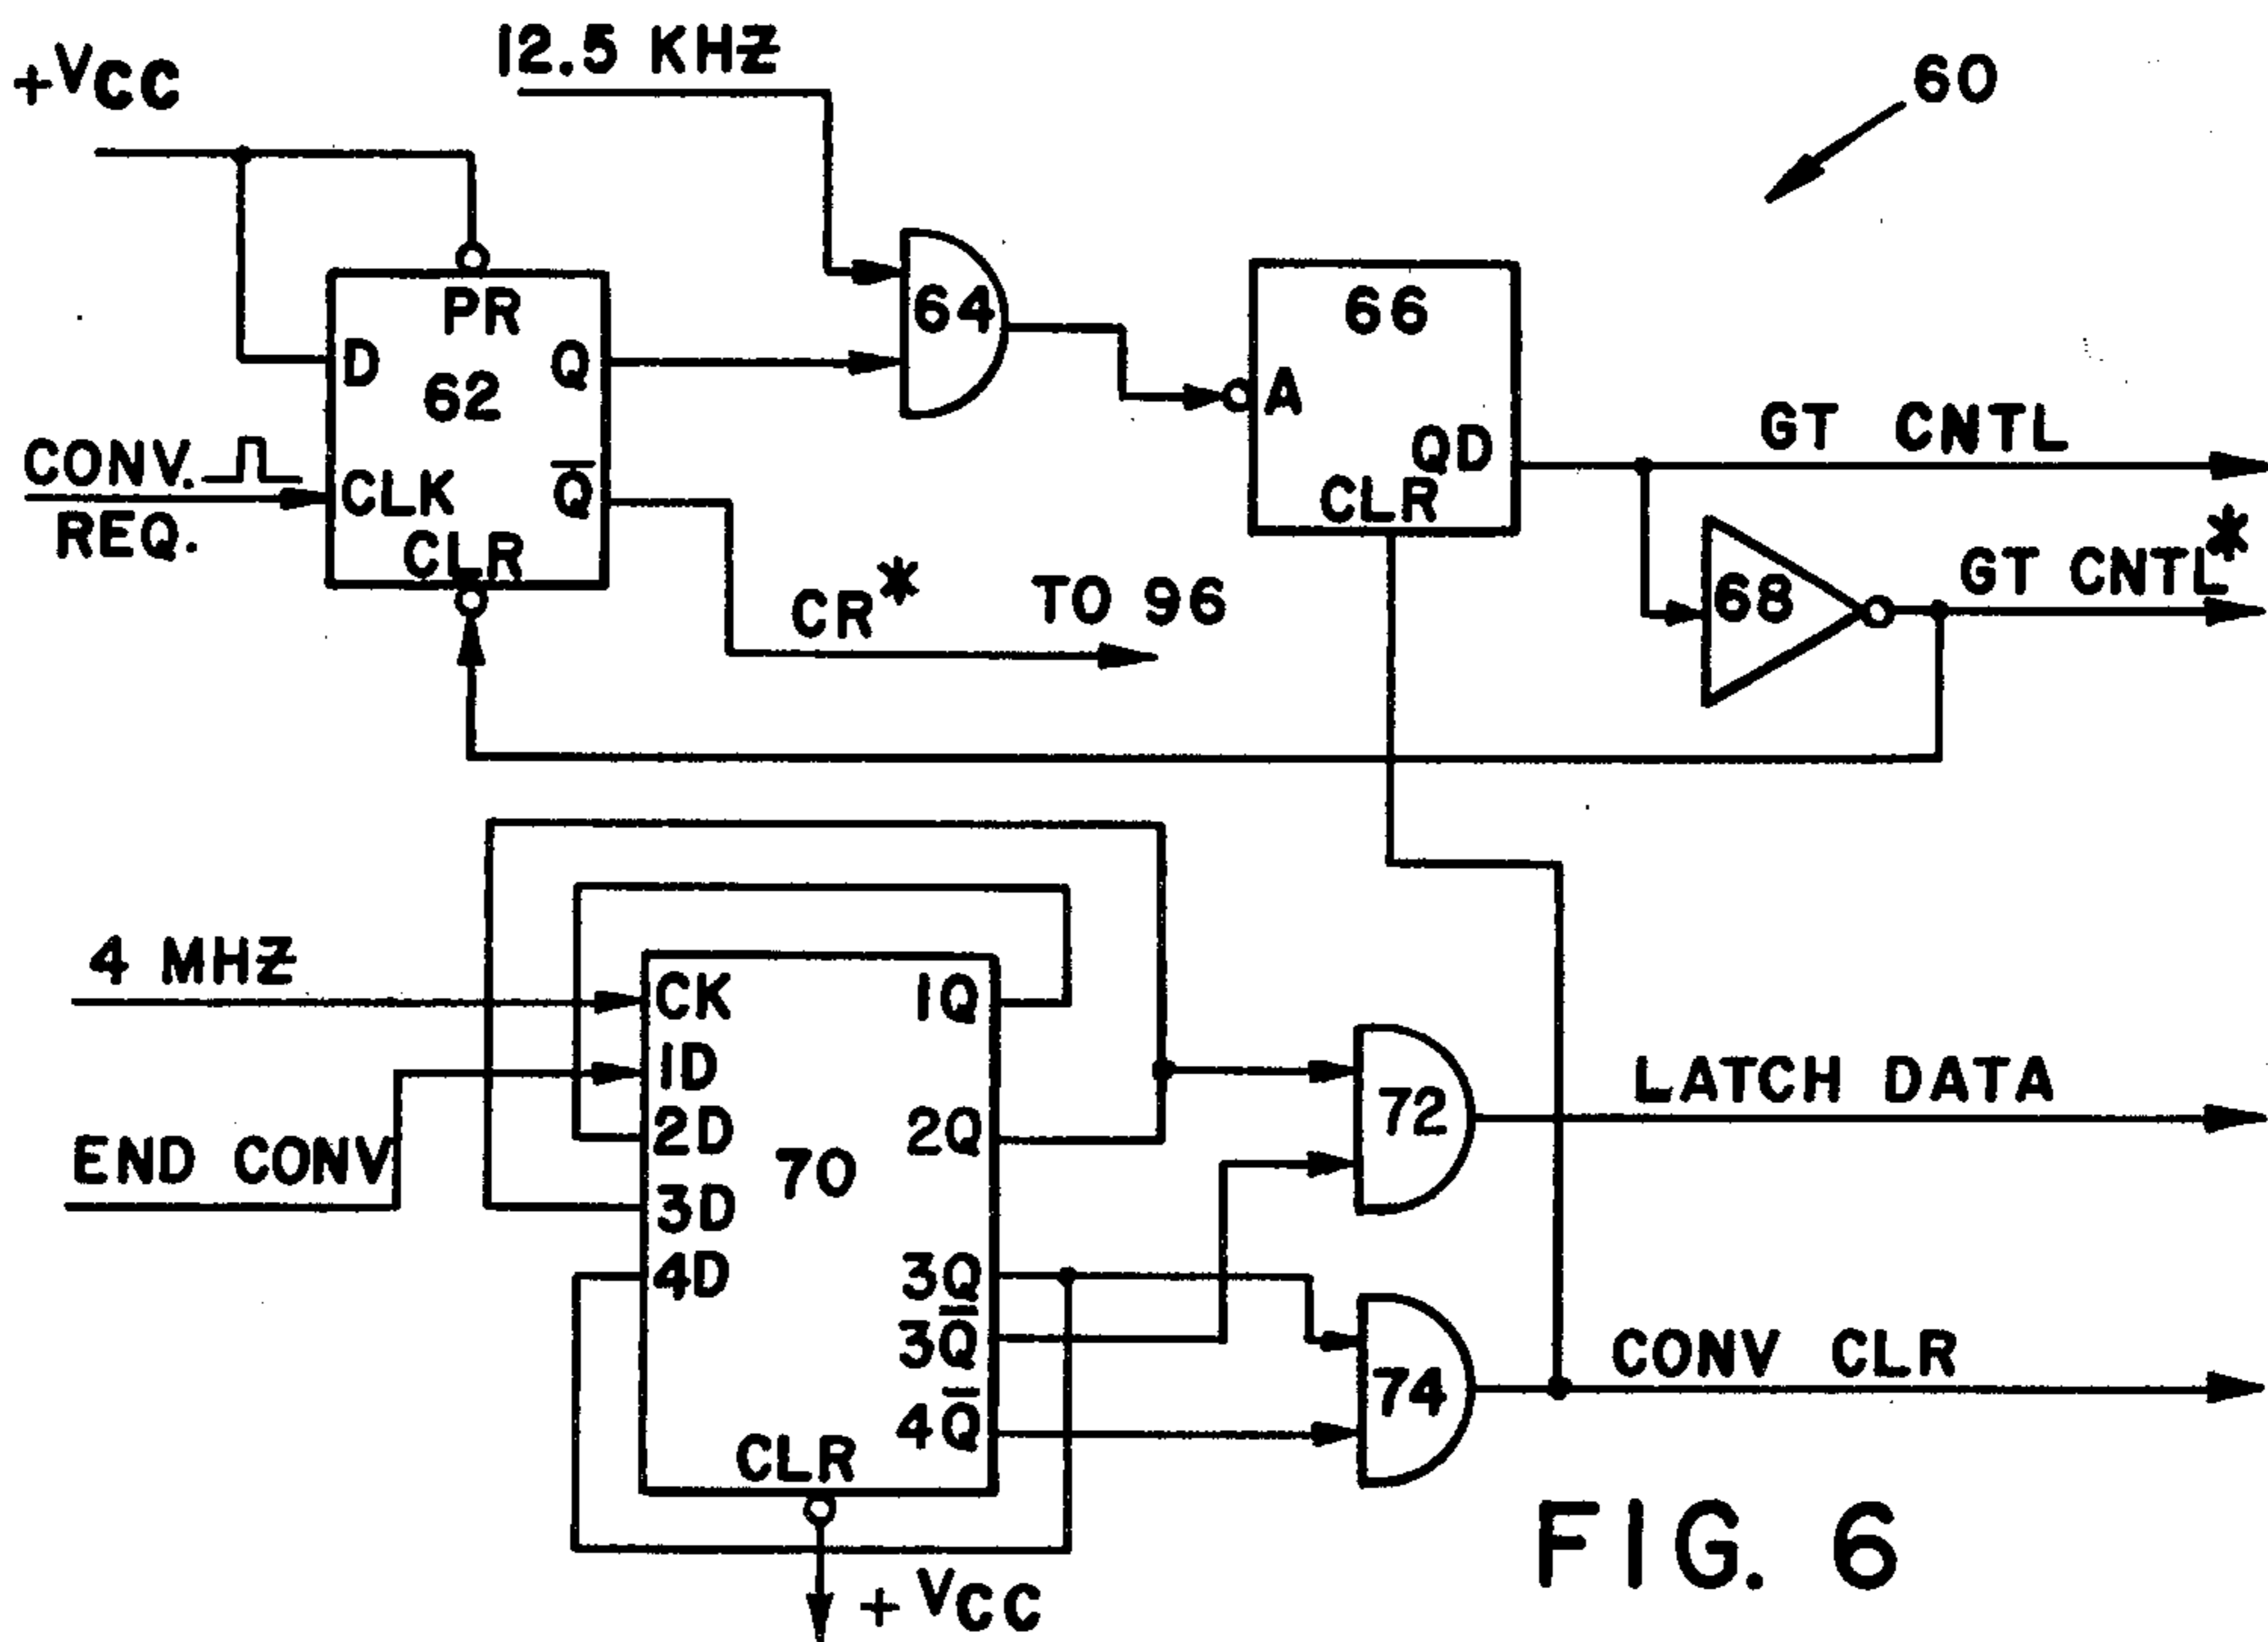 +VCC
12.5 KHZ
60
PR
D
62
Q
CONV.
REQ.
CLK
Q̅
CLR
64
66
A
QD
CLR
GT CNTL
68
GT CNTL*
CR* TO 96
4 MHZ
END CONV
CK
1Q
1D
2D
2Q
3D
70
4D
3Q
3Q̅
4Q̅
CLR
+VCC
72
LATCH DATA
74
CONV CLR
FIG. 6